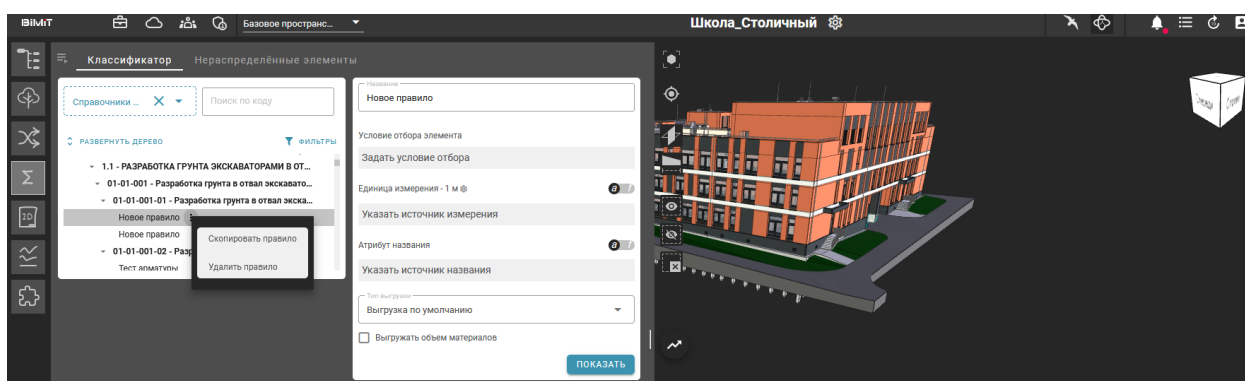 BIMIT
Базовое пространс...
Школа_Столичный
Классификатор
Нераспределённые элементы
Справочники ...
Поиск по коду
РАЗВЕРНУТЬ ДЕРЕВО
ФИЛЬТРЫ
1.1 - РАЗРАБОТКА ГРУНТА ЭКСКАВАТОРАМИ В ОТ...
01-01-001 - Разработка грунта в отвал экскавато...
01-01-001-01 - Разработка грунта в отвал экска...
Новое правило
Новое правило
01-01-001-02 - Раз
Тест арматуры
Скопировать правило
Удалить правило
Название
Новое правило
Условие отбора элемента
Задать условие отбора
Единица измерения - 1 м
a
f
Указать источник измерения
Атрибут названия
a
f
Указать источник названия
Тип выгрузки
Выгрузка по умолчанию
Выгружать объем материалов
ПОКАЗАТЬ
2D